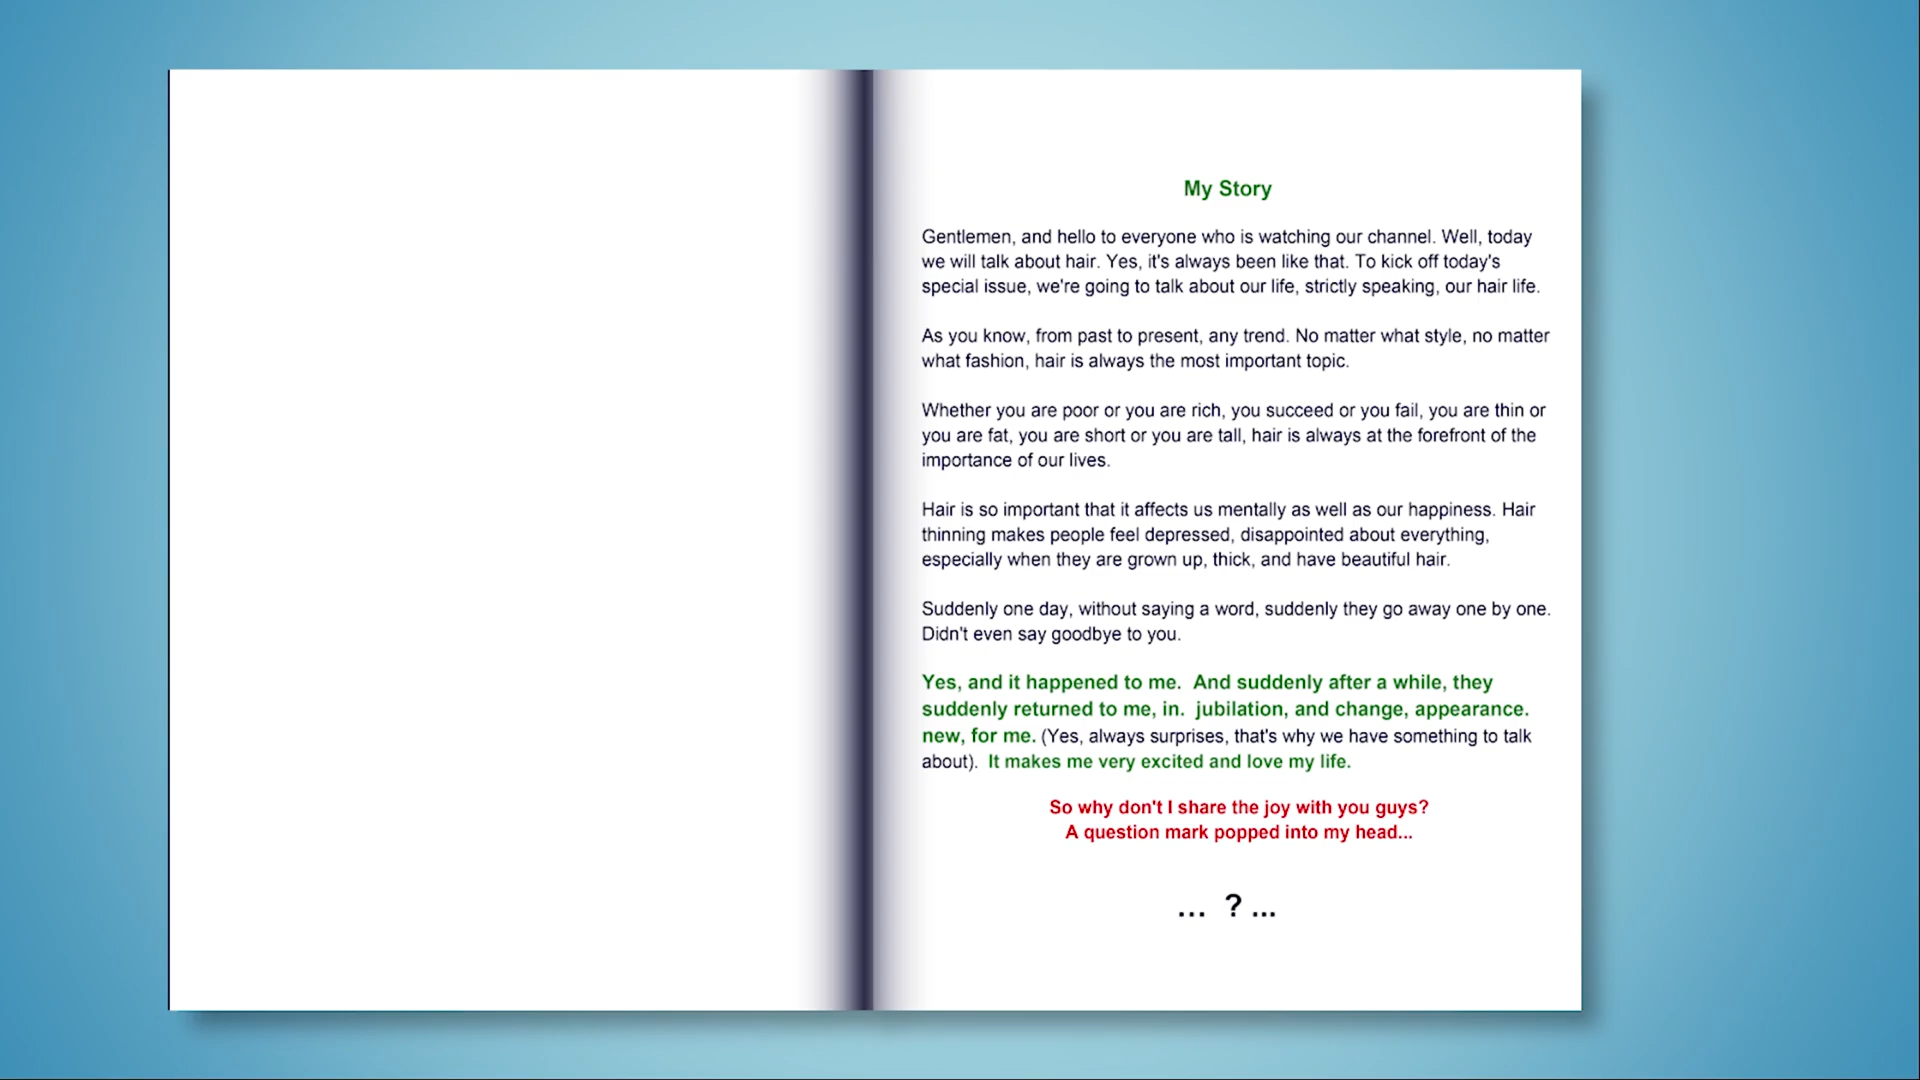 My Story
Gentlemen, and hello to everyone who is watching our channel. Well, today
we will talk about hair. Yes, it's always been like that. To kick off today's
special issue, we're going to talk about our life, strictly speaking, our hair life.
As you know, from past to present, any trend. No matter what style, no matter
what fashion, hair is always the most important topic.
Whether you are poor or you are rich, you succeed or you fail, you are thin or
you are fat, you are short or you are tall, hair is always at the forefront of the
importance of our lives.
Hair is so important that it affects us mentally as well as our happiness. Hair
thinning makes people feel depressed, disappointed about everything,
especially when they are grown up, thick, and have beautiful hair.
Suddenly one day, without saying a word, suddenly they go away one by one.
Didn't even say goodbye to you.
Yes, and it happened to me.  And suddenly after a while, they
suddenly returned to me, in.  jubilation, and change, appearance.
new, for me. (Yes, always surprises, that's why we have something to talk
about).  It makes me very excited and love my life.
So why don't I share the joy with you guys?
A question mark popped into my head...
...  ? ...